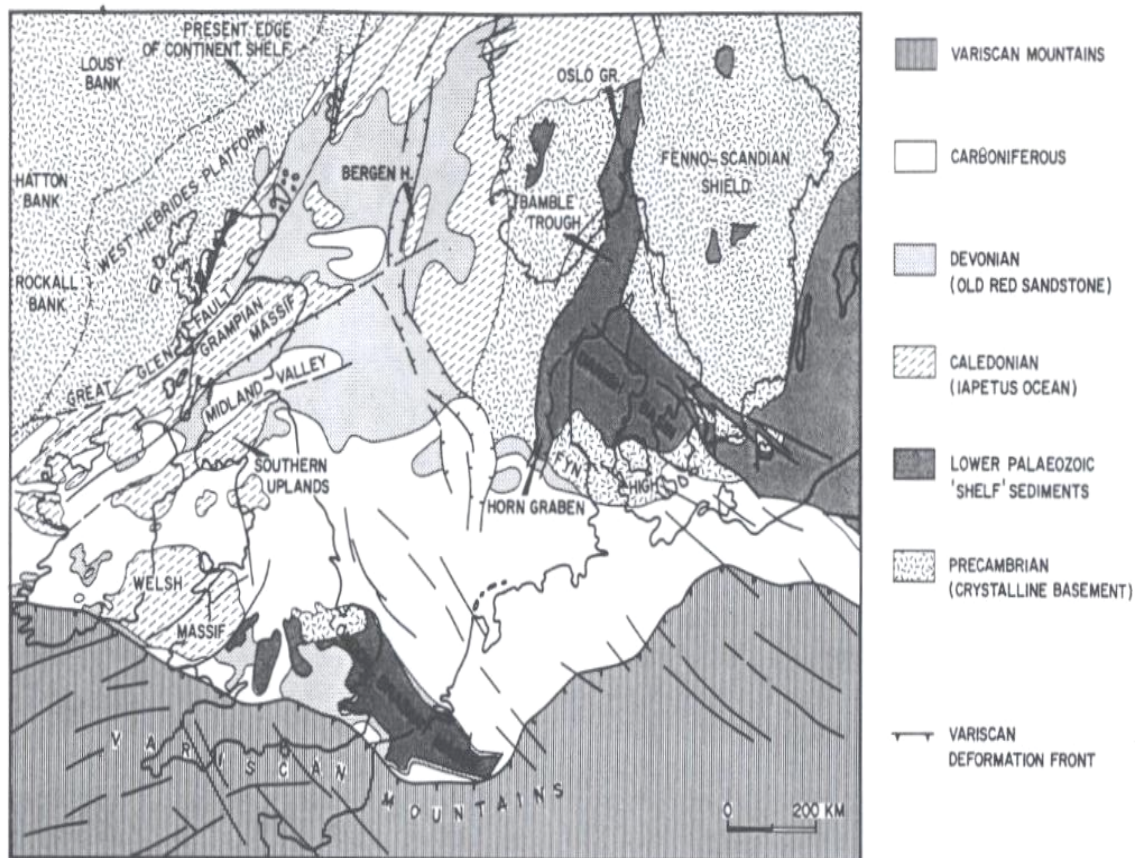 PRESENT EDGE
OF CONTINENT SHELF
LOUSY
BANK
HATTON
BANK
ROCKALL
BANK
WEST HEBRIDES PLATFORM
BERGEN H.
OSLO GR.
FENNO-SCANDIAN
SHIELD
BAMBLE
TROUGH
GREAT GLEN FAULT
GRAMPIAN
MASSIF
MIDLAND-VALLEY
SOUTHERN
UPLANDS
HORN GRABEN
FYN
HIGH
WELSH
MASSIF
VARISCAN
MOUNTAINS
0 200 KM
VARISCAN MOUNTAINS
CARBONIFEROUS
DEVONIAN
(OLD RED SANDSTONE)
CALEDONIAN
(IAPETUS OCEAN)
LOWER PALAEOZOIC
'SHELF' SEDIMENTS
PRECAMBRIAN
(CRYSTALLINE BASEMENT)
VARISCAN
DEFORMATION FRONT